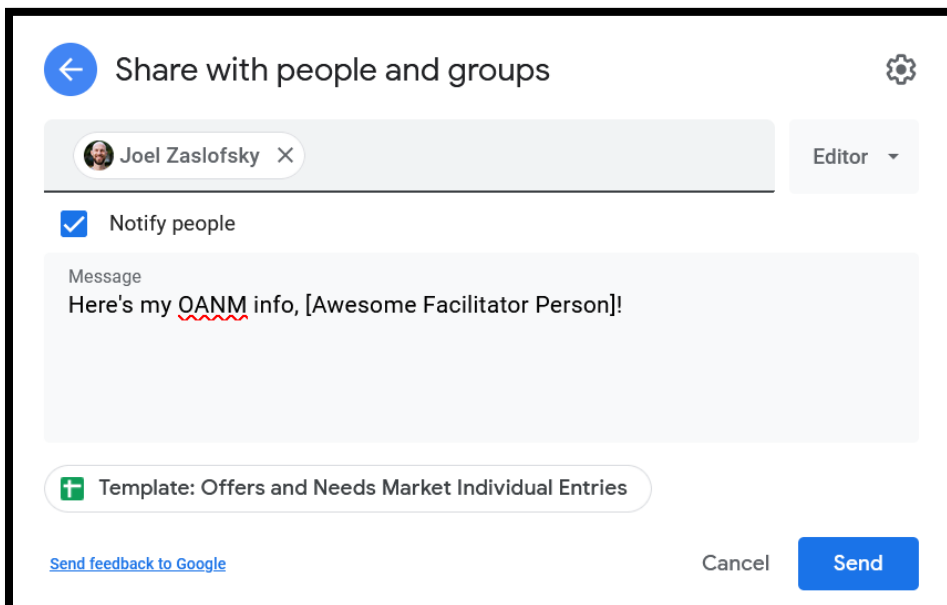 Share with people and groups
Joel Zaslofsky
Editor
Notify people
Message
Here's my OANM info, [Awesome Facilitator Person]!
Template: Offers and Needs Market Individual Entries
Send feedback to Google
Cancel
Send